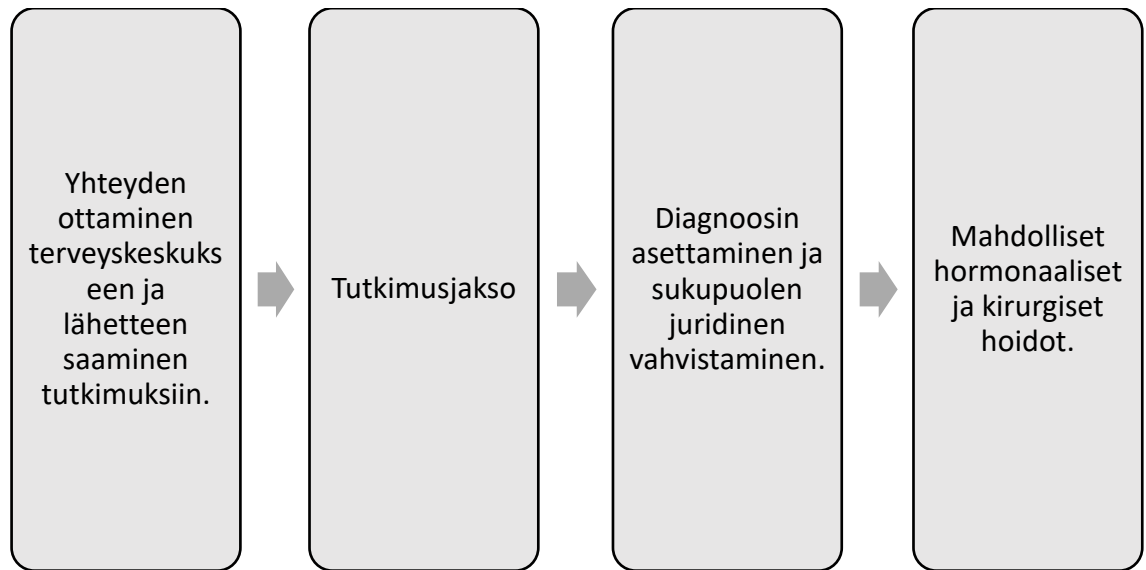 Yhteyden
ottaminen
terveyskeskuks
een ja
lähetteen
saaminen
tutkimuksiin.
Tutkimusjakso
Diagnoosin
asettaminen ja
sukupuolen
juridinen
vahvistaminen.
Mahdolliset
hormonaaliset
ja kirurgiset
hoidot.